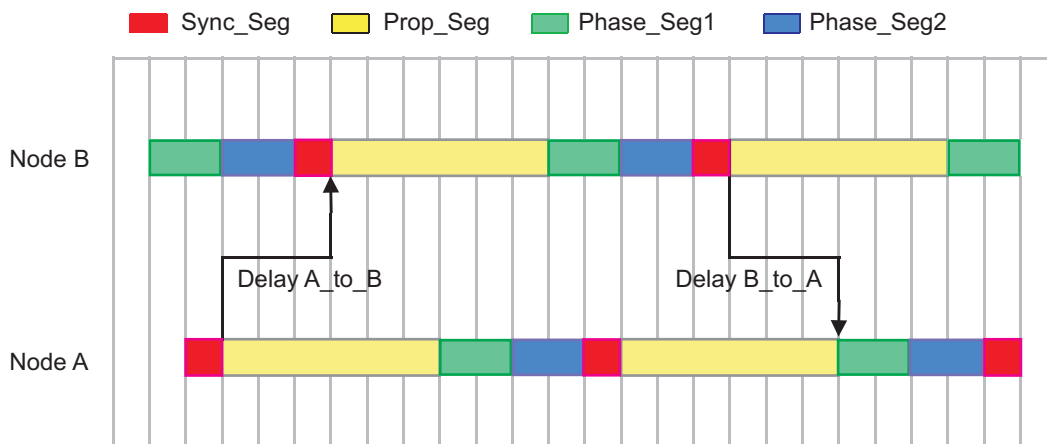 Sync_Seg Prop_Seg Phase_Seg1 Phase_Seg2
Node B
Delay A_to_B Delay B_to_A
Node A